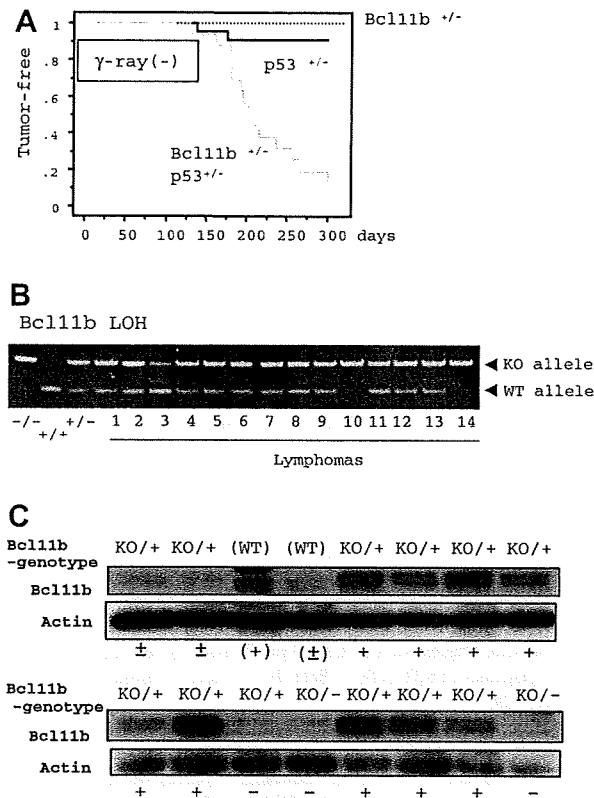 A
Bcl11b +/-
γ-ray(-)
p53 +/-
Bcl11b +/-
p53+/-
Tumor-free
1
.8
.6
.4
.2
0
0 50 100 150 200 250 300 days
B
Bcl11b LOH
KO allele
WT allele
-/- +/+ +/- 1 2 3 4 5 6 7 8 9 10 11 12 13 14
Lymphomas
C
Bcl11b -genotype KO/+ KO/+ (WT) (WT) KO/+ KO/+ KO/+ KO/+
Bcl11b
Actin
± ± (+) (±) + + + +
Bcl11b -genotype KO/+ KO/+ KO/+ KO/- KO/+ KO/+ KO/+ KO/-
Bcl11b
Actin
+ + - - + + + -